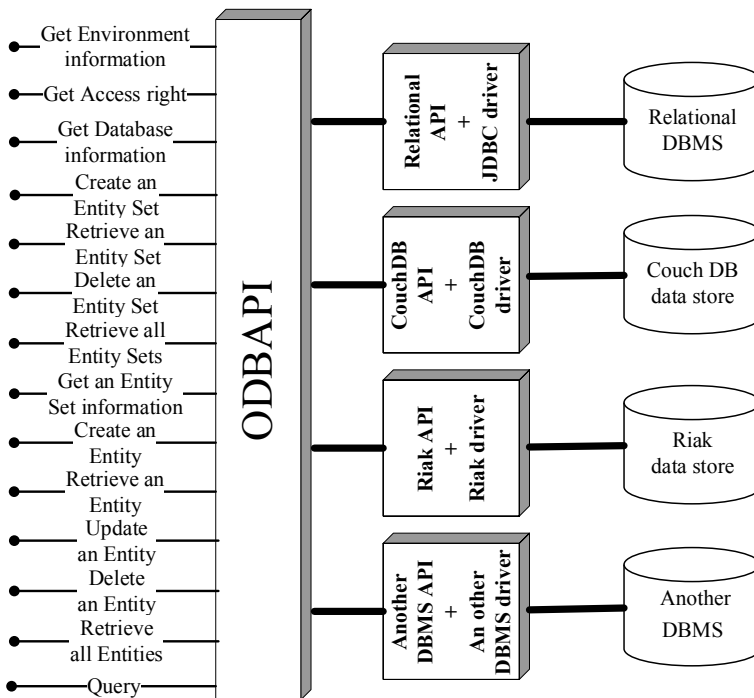 Get Environment
information
Get Access right
Get Database
information
Create an
Entity Set
Retrieve an
Entity Set
Delete an
Entity Set
Retrieve all
Entity Sets
Get an Entity
Set information
Create an
Entity
Retrieve an
Entity
Update
an Entity
Delete
an Entity
Retrieve
all Entities
Query
ODBAPI
Relational
API
+
JDBC driver
Relational
DBMS
CouchDB
API
+
CouchDB
driver
Couch DB
data store
Riak API
+
Riak driver
Riak
data store
Another
DBMS API
+
An other
DBMS driver
Another
DBMS